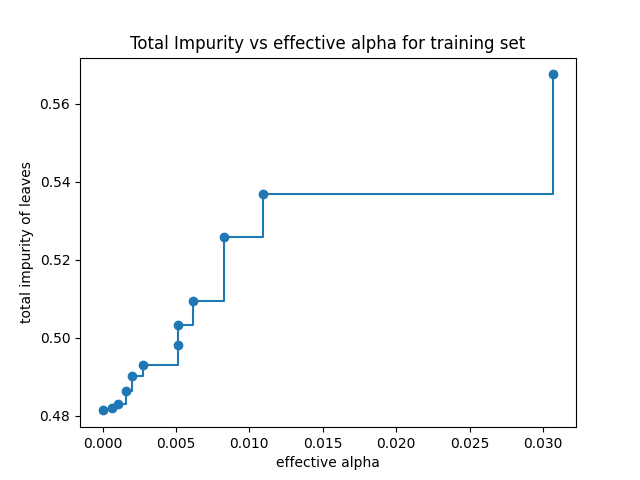 Total Impurity vs effective alpha for training set
total impurity of leaves
0.56
0.54
0.52
0.50
0.48
0.000 0.005 0.010 0.015 0.020 0.025 0.030
effective alpha